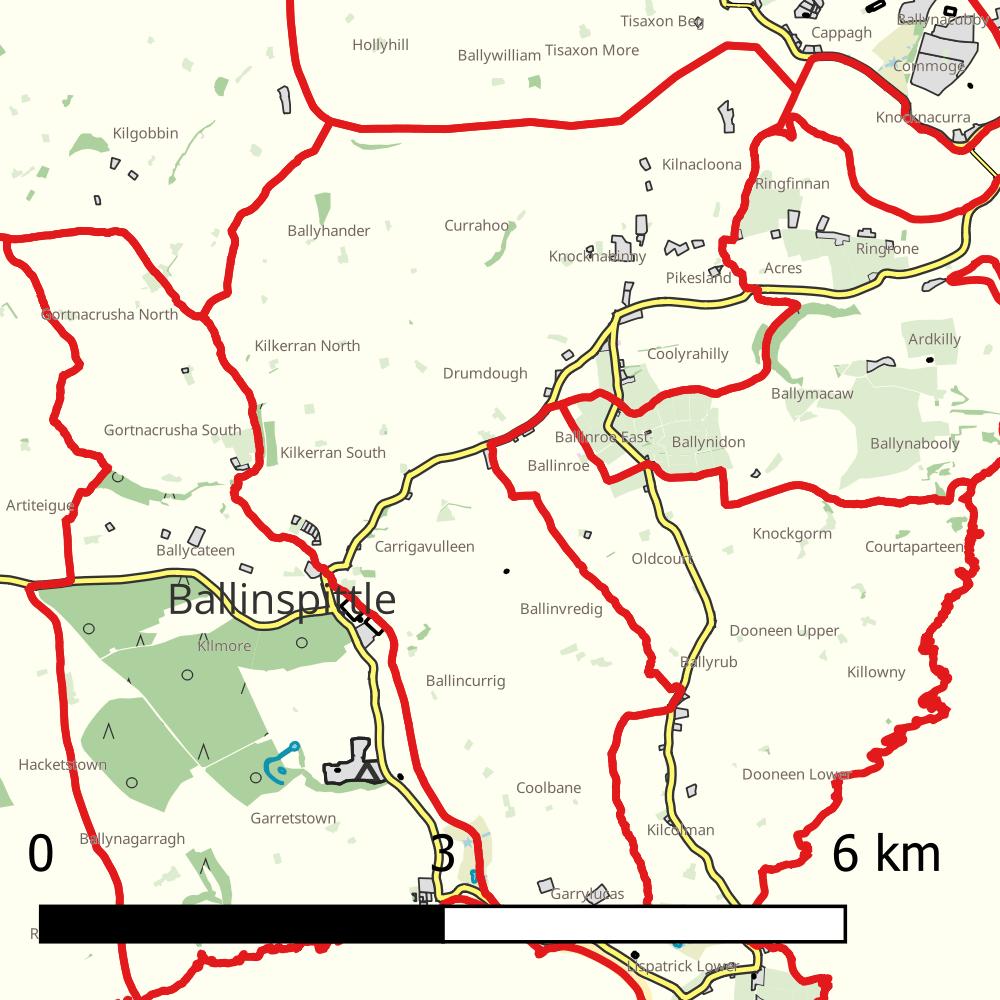 Tisaxon Beg
Ballynacubby
Cappagh
Hollyhill
Ballywilliam
Tisaxon More
Commoge
Knocknacurra
Kilgobbin
Kilnacloona
Ringfinnan
Ballyhander
Currahoo
Knocknabinny
Ringrone
Pikesland
Acres
Gortnacrusha North
Kilkerran North
Coolyrahilly
Ardkilly
Drumdough
Ballymacaw
Gortnacrusha South
Kilkerran South
Ballinroe East
Ballynidon
Ballynabooly
Ballinroe
Artiteigue
Knockgorm
Ballycateen
Carrigavulleen
Oldcourt
Courtaparteen
Ballinspittle
Ballinvredig
Dooneen Upper
Kilmore
Ballyrub
Ballincurrig
Killowny
Hacketstown
Dooneen Lower
Coolbane
Garretstown
Kilcolman
Ballynagarragh
0 3 6 km
Garrylucas
R
Lispatrick Lower